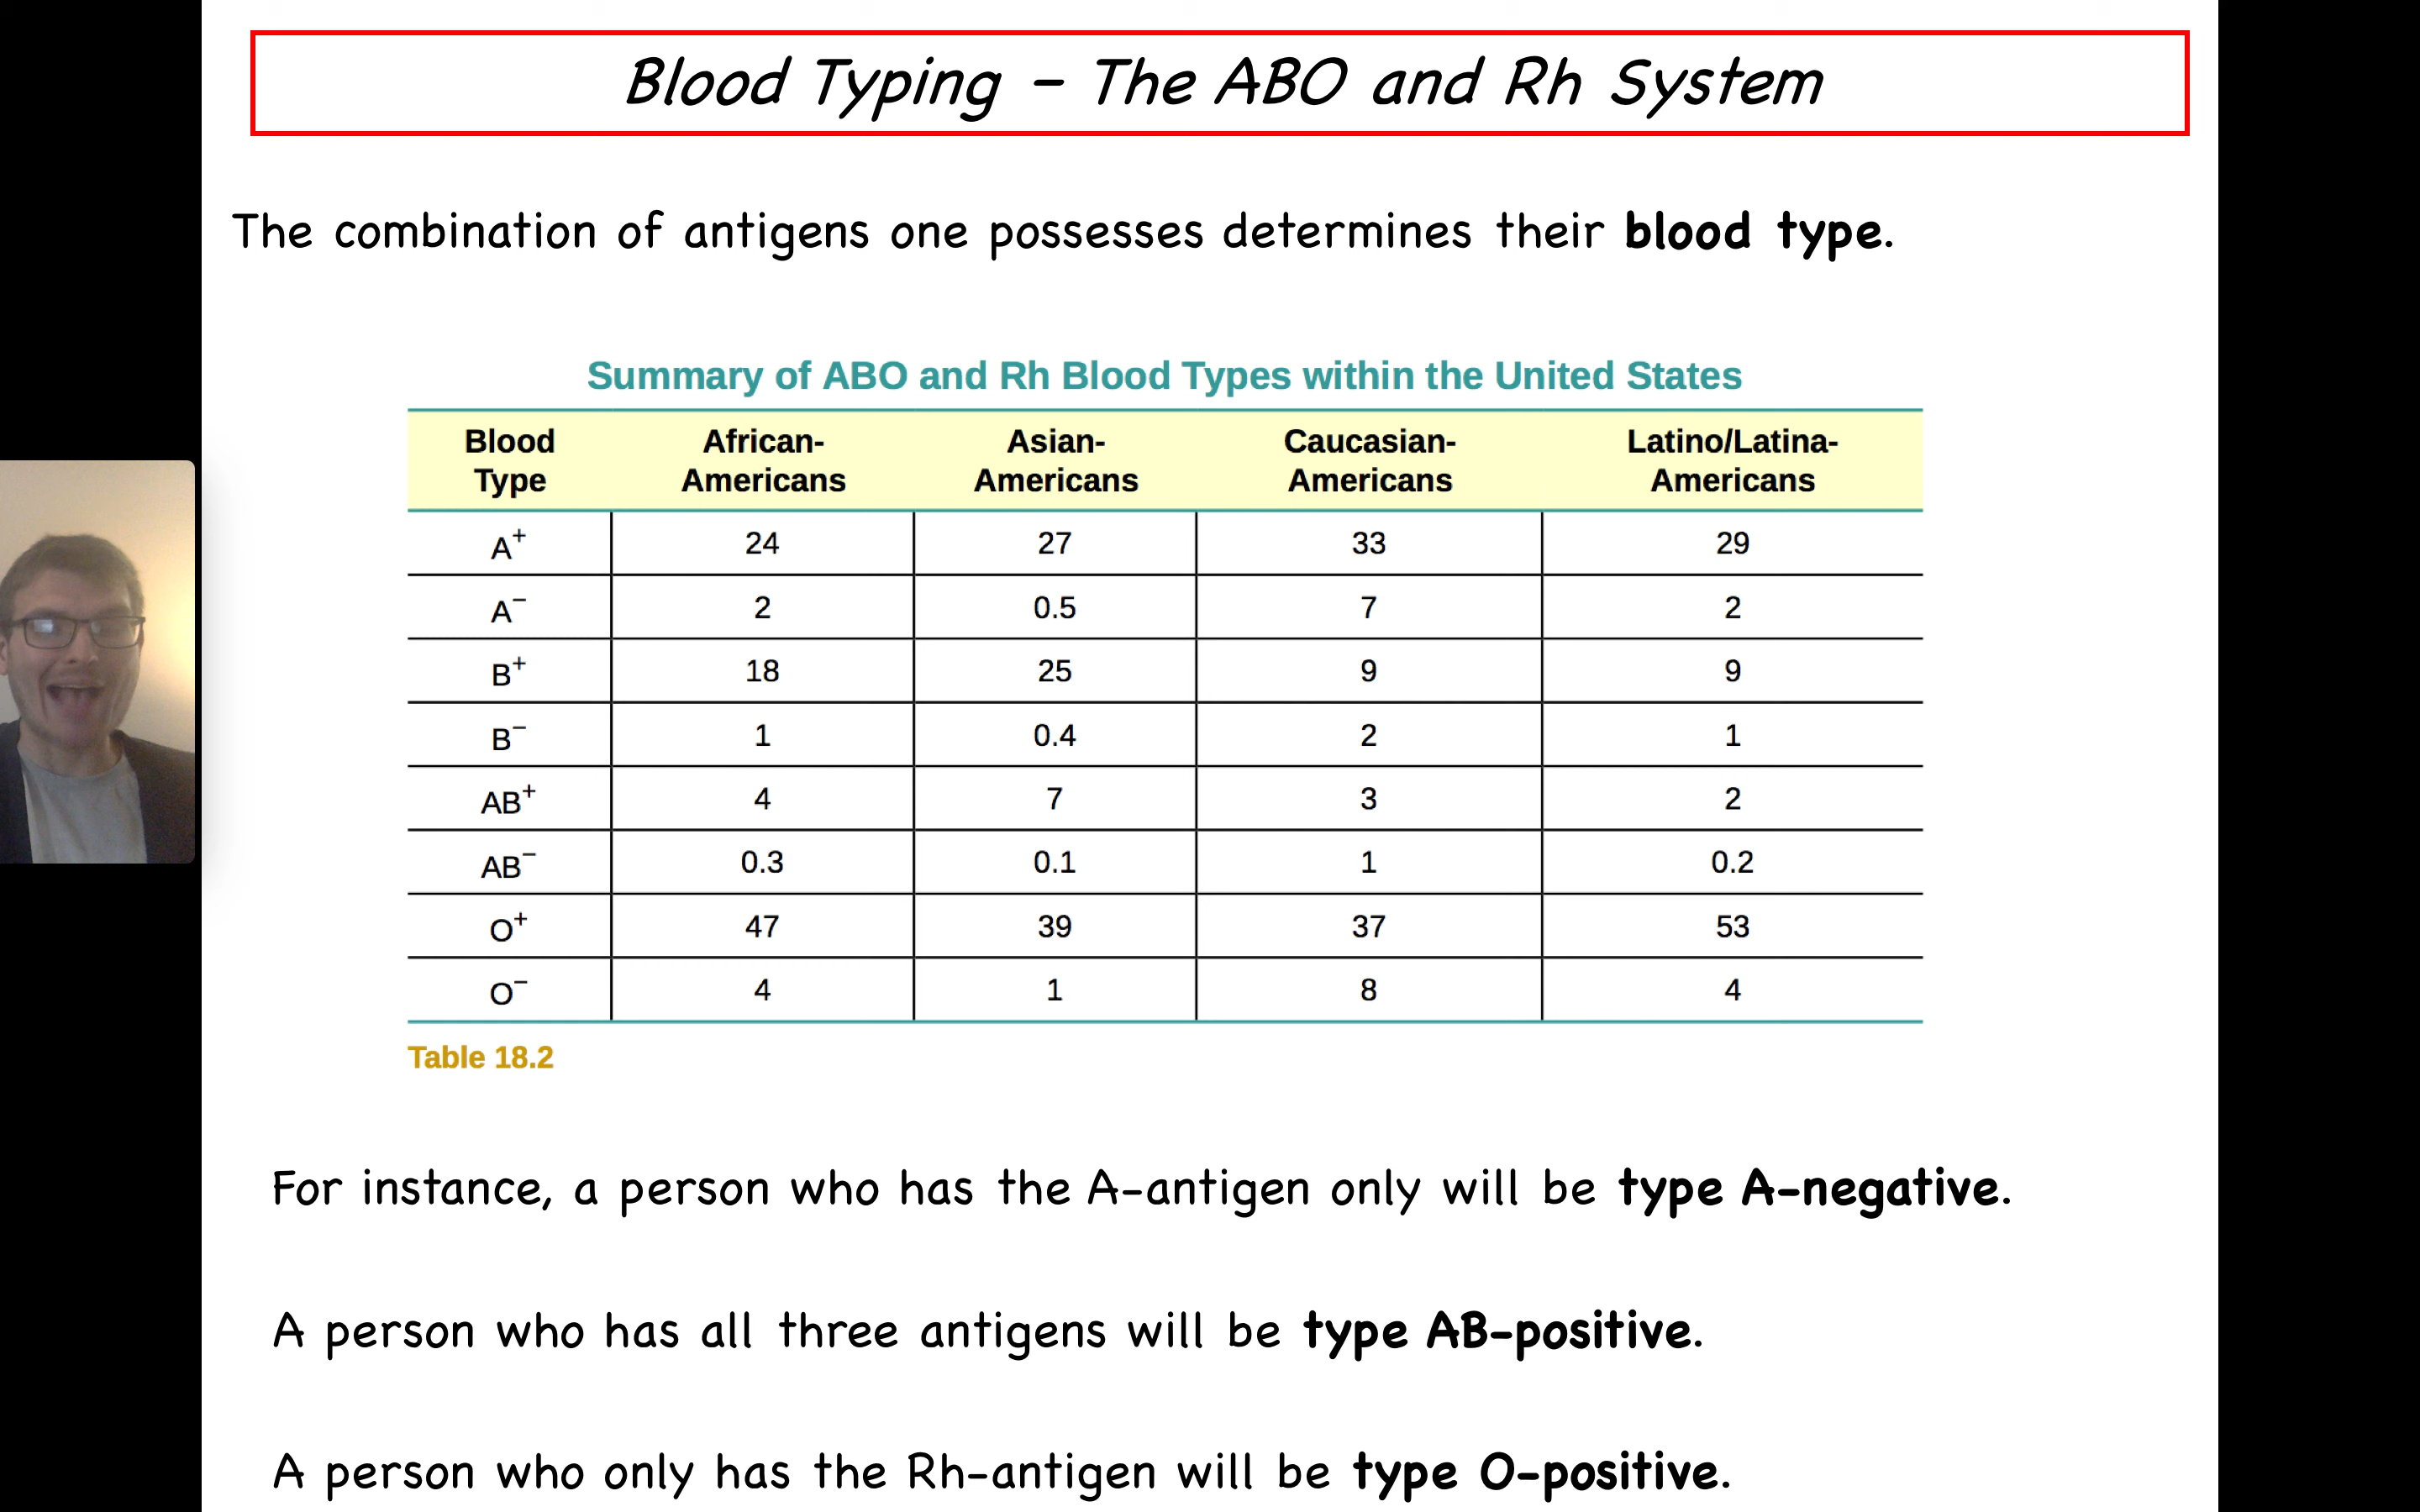 Blood Typing – The ABO and Rh System
The combination of antigens one possesses determines their blood type.
Summary of ABO and Rh Blood Types within the United States
Blood Type African-Americans Asian-Americans Caucasian-Americans Latino/Latina-Americans
A+ 24 27 33 29
A− 2 0.5 7 2
B+ 18 25 9 9
B− 1 0.4 2 1
AB+ 4 7 3 2
AB− 0.3 0.1 1 0.2
O+ 47 39 37 53
O− 4 1 8 4
Table 18.2
For instance, a person who has the A-antigen only will be type A-negative.
A person who has all three antigens will be type AB-positive.
A person who only has the Rh-antigen will be type O-positive.